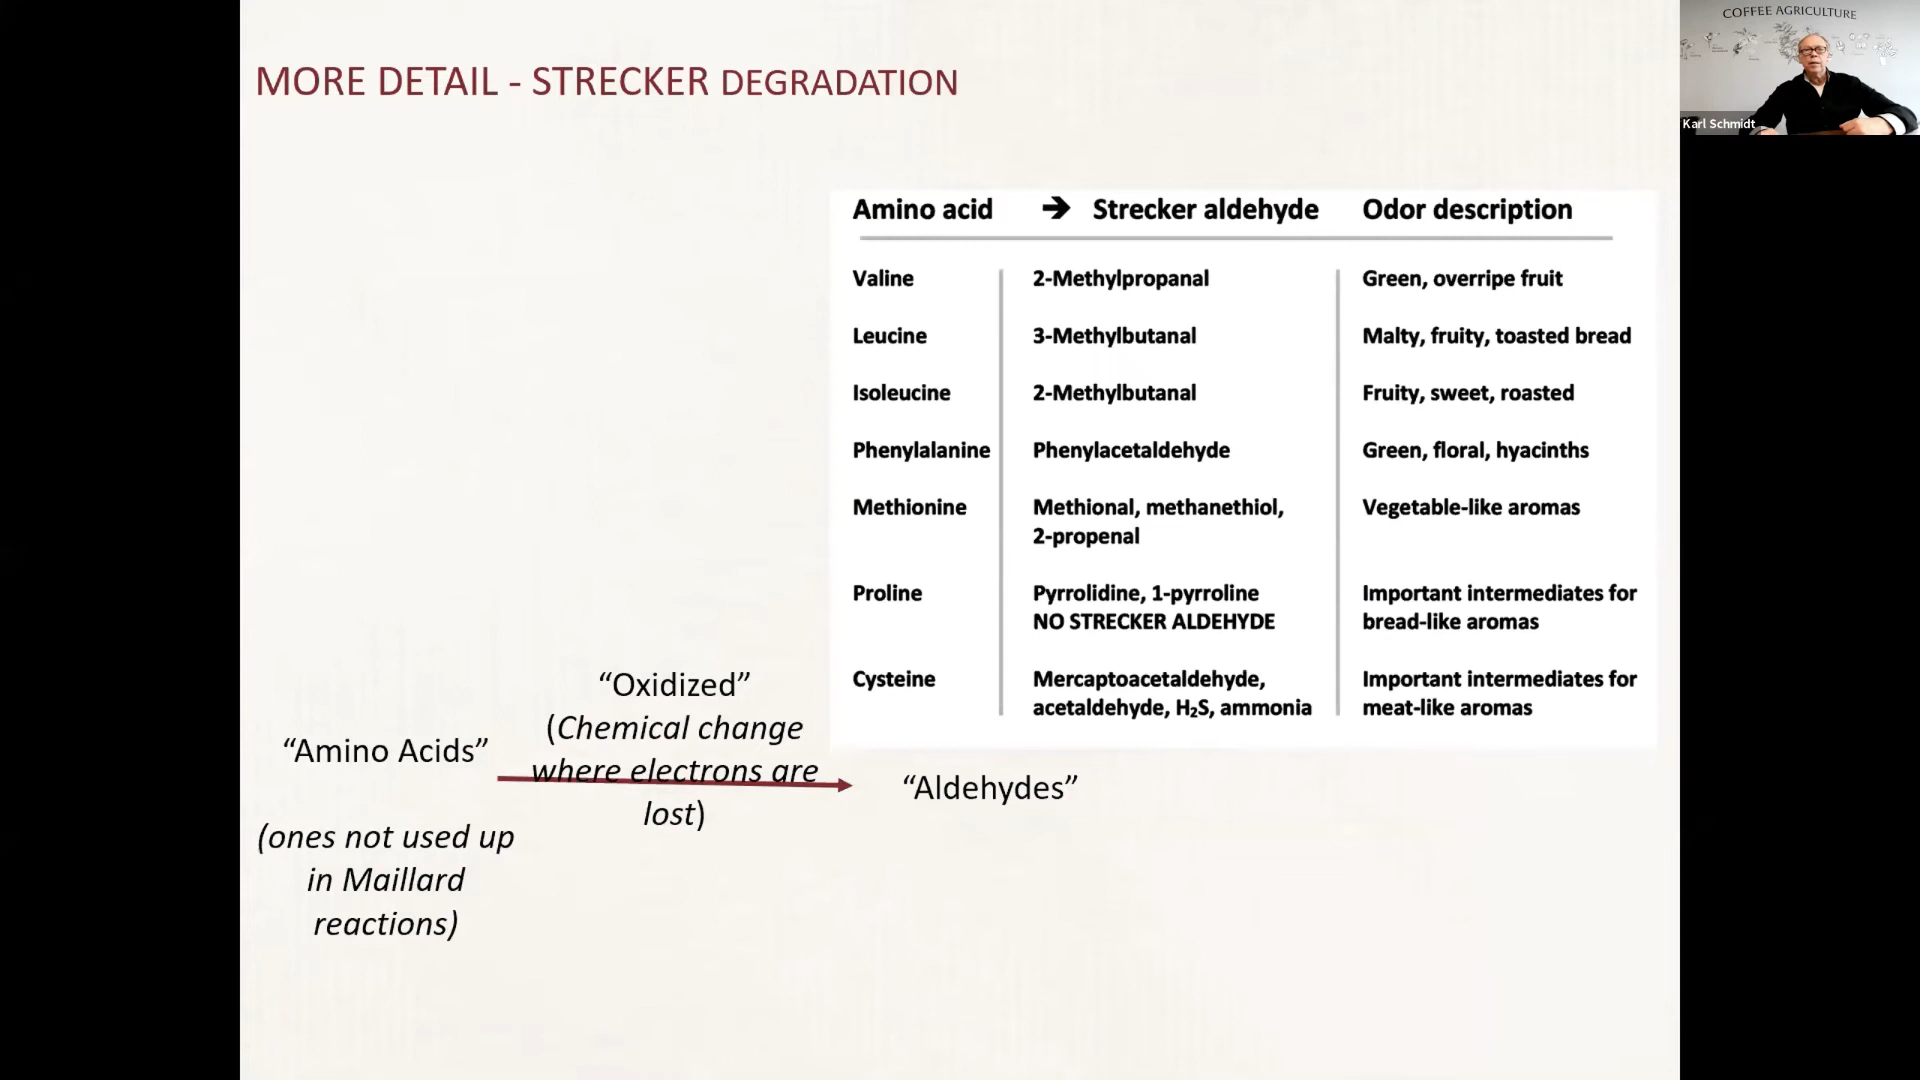 COFFEE AGRICULTURE
Karl Schmidt
MORE DETAIL - STRECKER DEGRADATION
Amino acid ➔ Strecker aldehyde Odor description
Valine 2-Methylpropanal Green, overripe fruit
Leucine 3-Methylbutanal Malty, fruity, toasted bread
Isoleucine 2-Methylbutanal Fruity, sweet, roasted
Phenylalanine Phenylacetaldehyde Green, floral, hyacinths
Methionine Methional, methanethiol, Vegetable-like aromas
2-propenal
Proline Pyrrolidine, 1-pyrroline Important intermediates for
NO STRECKER ALDEHYDE bread-like aromas
Cysteine Mercaptoacetaldehyde, Important intermediates for
acetaldehyde, H₂S, ammonia meat-like aromas
“Amino Acids”
(ones not used up
in Maillard
reactions)
“Oxidized”
(Chemical change
where electrons are
lost)
“Aldehydes”